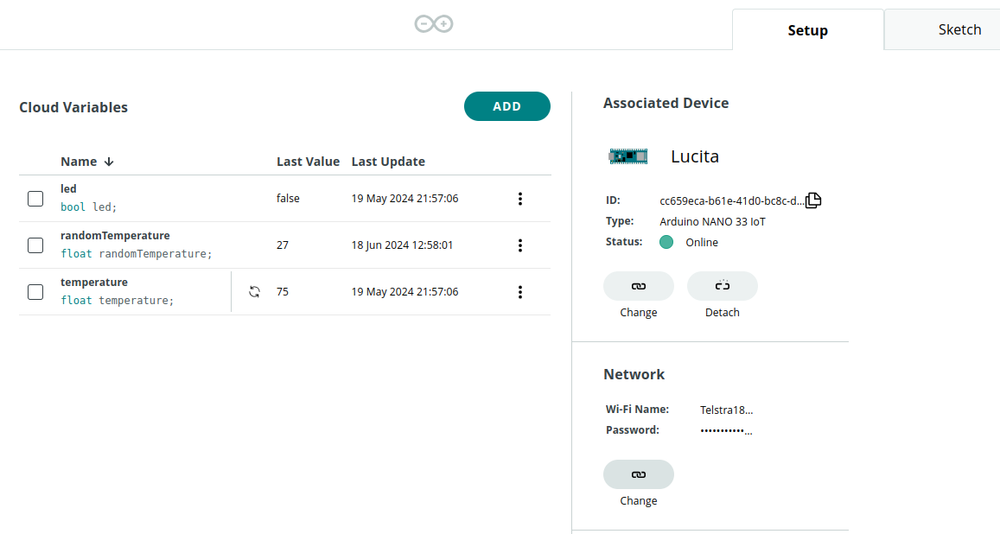 Setup
Sketch
Cloud Variables
ADD
Name Last Value Last Update
led
bool led;
false
19 May 2024 21:57:06
randomTemperature
float randomTemperature;
27
18 Jun 2024 12:58:01
temperature
float temperature;
75
19 May 2024 21:57:06
Associated Device
Lucita
ID: cc659eca-b61e-41d0-bc8c-d...
Type: Arduino NANO 33 IoT
Status: Online
Change Detach
Network
Wi-Fi Name: Telstra18...
Password: •••••••••••...
Change